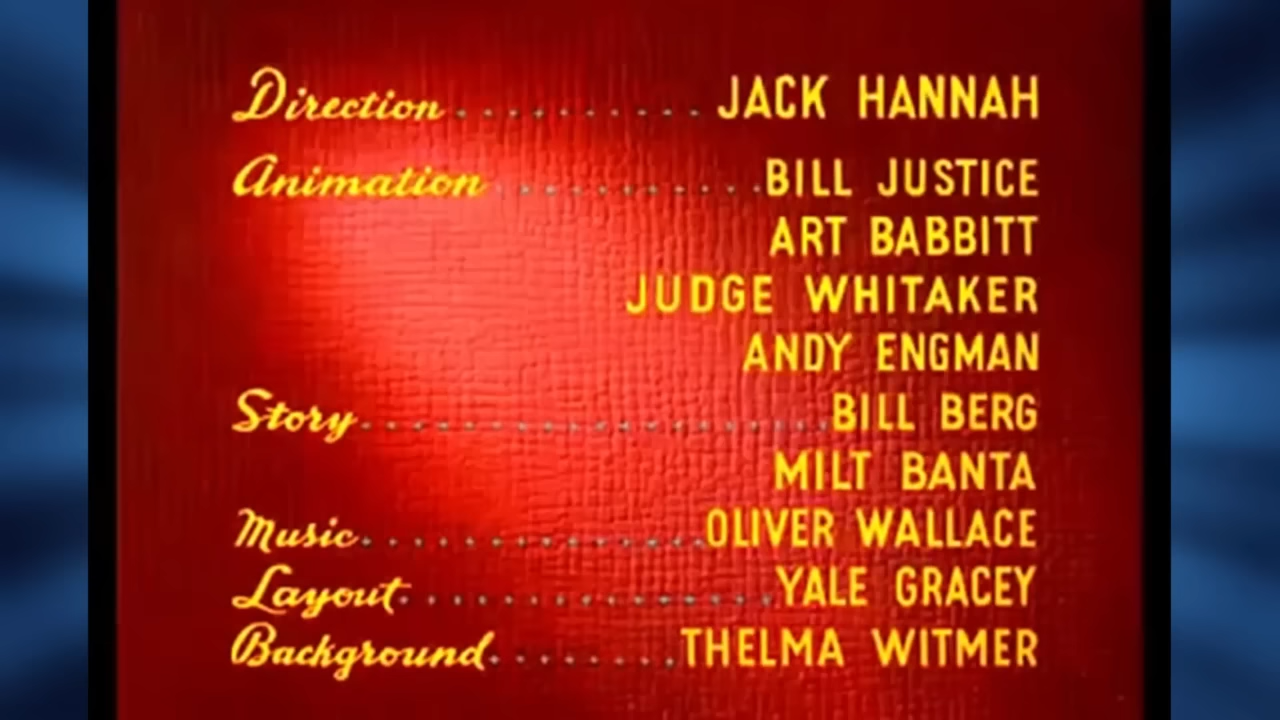 Direction . . . . . . . . . . JACK HANNAH
Animation . . . . . . . . . . . BILL JUSTICE
ART BABBITT
JUDGE WHITAKER
ANDY ENGMAN
Story . . . . . . . . . . . . . . . . . . BILL BERG
MILT BANTA
Music . . . . . . . . . . . . . OLIVER WALLACE
Layout . . . . . . . . . . . . . . . YALE GRACEY
Background . . . . . . . THELMA WITMER